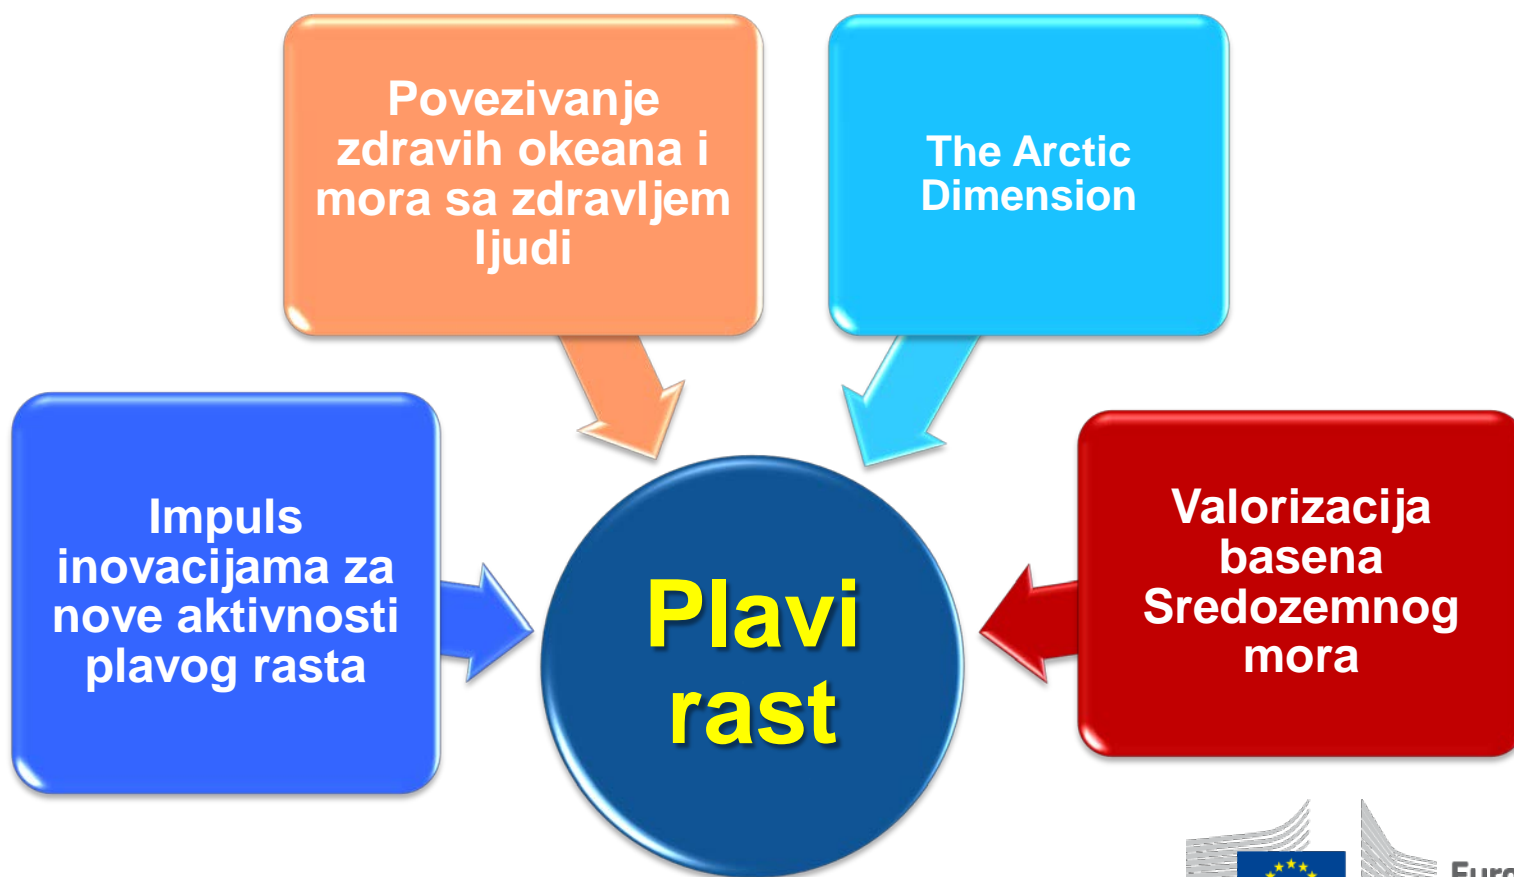 Povezivanje
zdravih okeana i
mora sa zdravljem
ljudi
The Arctic
Dimension
Impuls
inovacijama za
nove aktivnosti
plavog rasta
Plavi
rast
Valorizacija
basena
Sredozemnog
mora